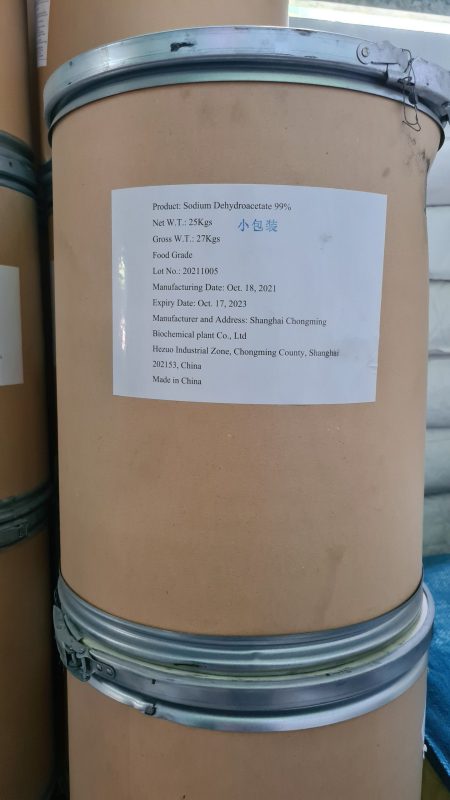 Product: Sodium Dehydroacetate 99%
Net W.T.: 25Kgs 小包装
Gross W.T.: 27Kgs
Food Grade
Lot No.: 20211005
Manufacturing Date: Oct. 18, 2021
Expiry Date: Oct. 17, 2023
Manufacturer and Address: Shanghai Chongming
Biochemical plant Co., Ltd
Hezuo Industrial Zone, Chongming County, Shanghai
202153, China
Made in China